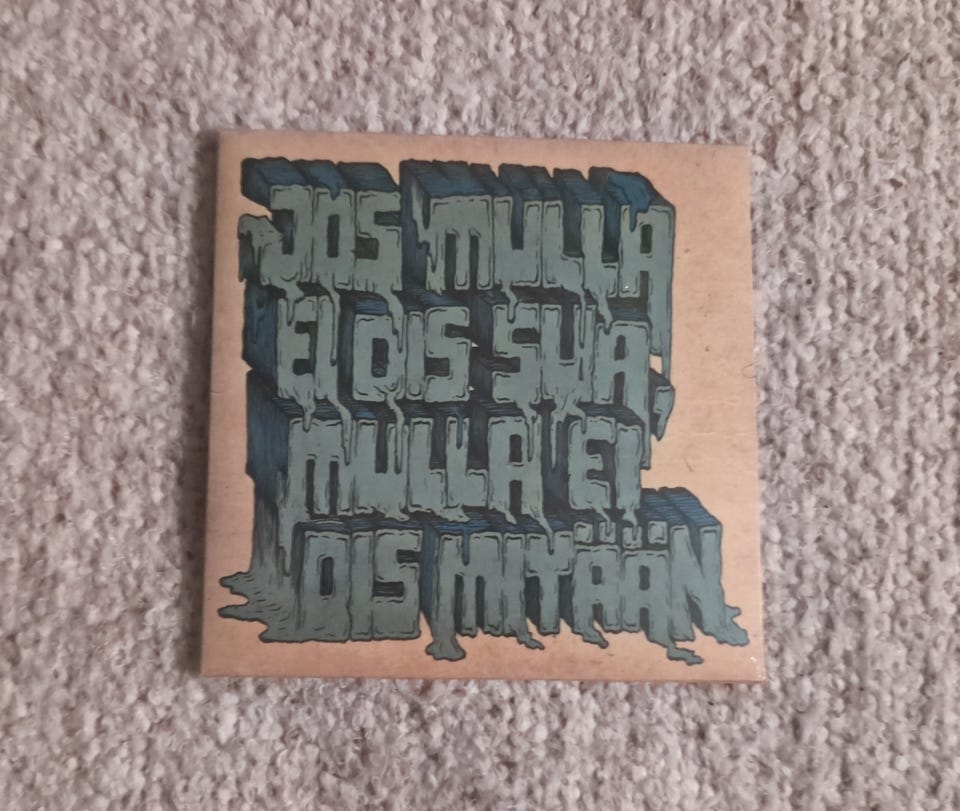 JOS MULLA
EI OIS SUA,
MULLA EI
OIS MITÄÄN